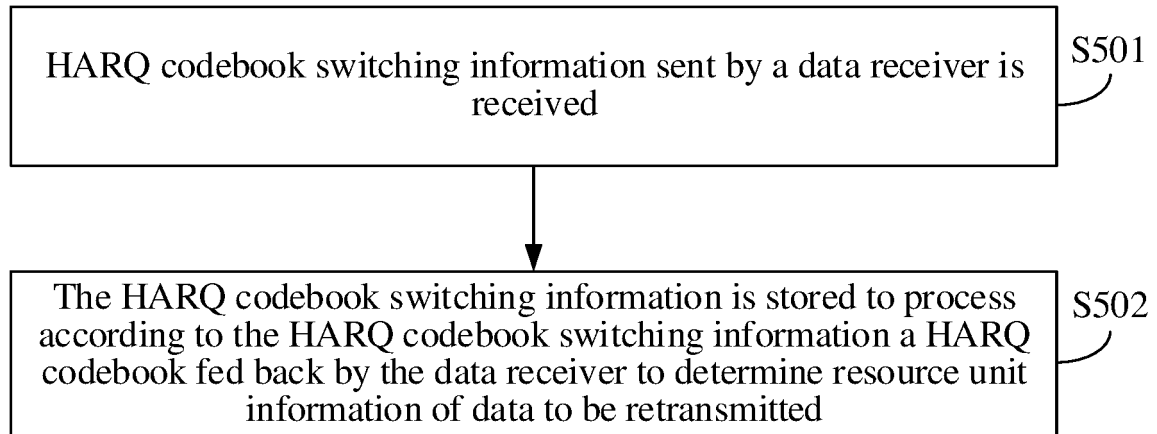 HARQ codebook switching information sent by a data receiver is
received
S501
The HARQ codebook switching information is stored to process
according to the HARQ codebook switching information a HARQ
codebook fed back by the data receiver to determine resource unit
information of data to be retransmitted
S502